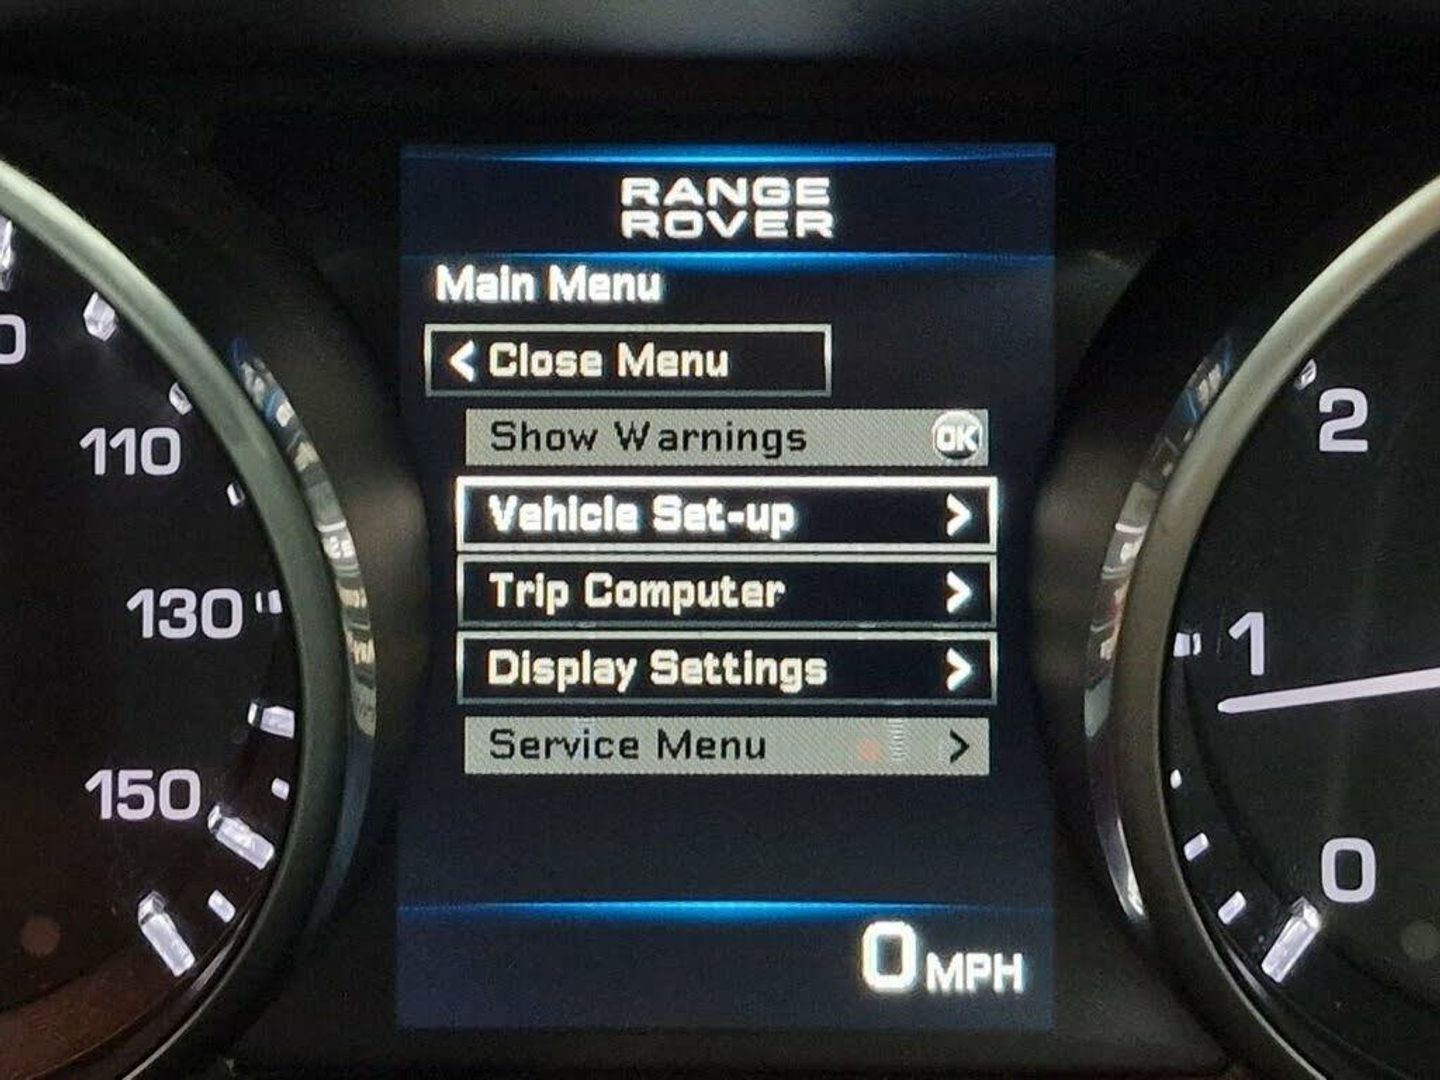 RANGE
ROVER
Main Menu
< Close Menu
Show Warnings OK
Vehicle Set-up >
Trip Computer >
Display Settings >
Service Menu >
0 MPH
110
130
150
2
1
0